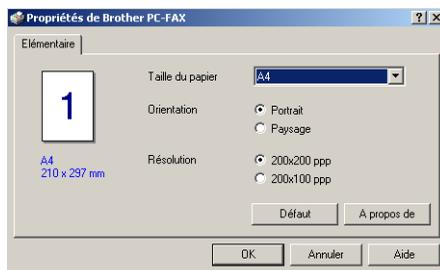 Propriétés de Brother PC-FAX
Elémentaire
1
A4
210 x 297 mm
Taille du papier
A4
Orientation
Portrait
Paysage
Résolution
200x200 ppp
200x100 ppp
Défaut
A propos de
OK
Annuler
Aide